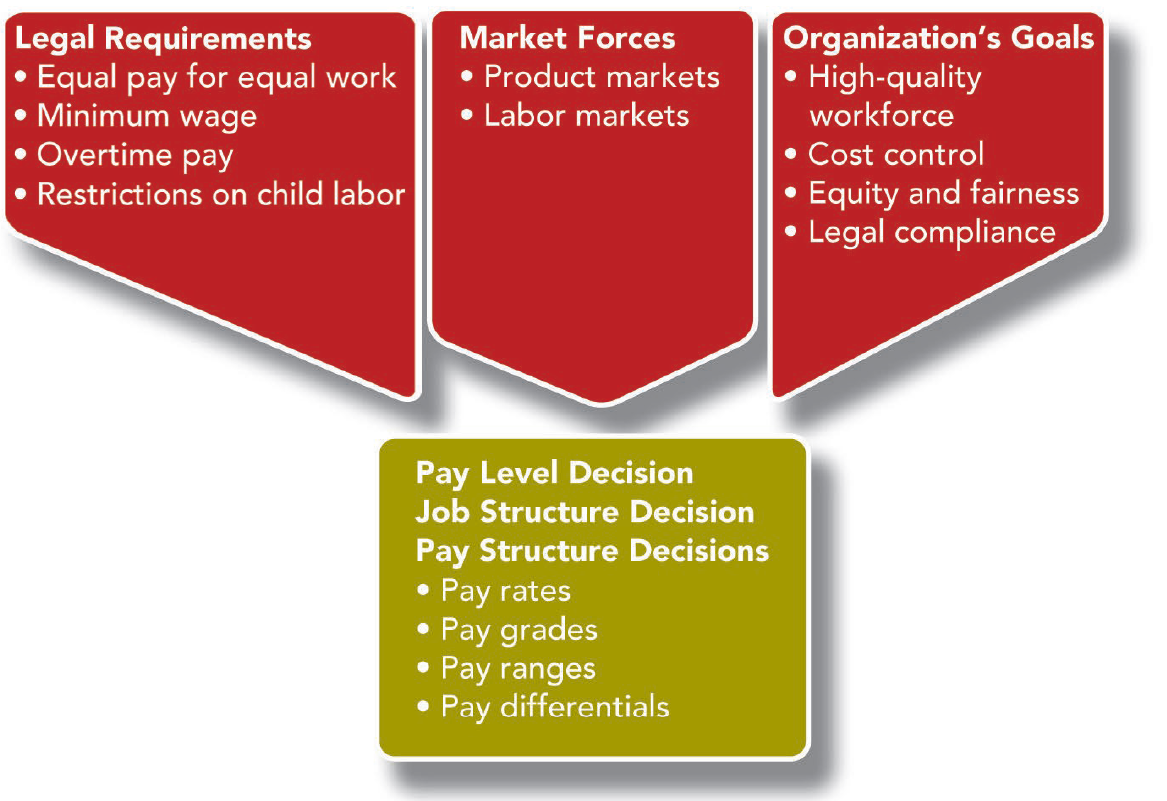 Legal Requirements
• Equal pay for equal work
• Minimum wage
• Overtime pay
• Restrictions on child labor
Market Forces
• Product markets
• Labor markets
Organization’s Goals
• High-quality
workforce
• Cost control
• Equity and fairness
• Legal compliance
Pay Level Decision
Job Structure Decision
Pay Structure Decisions
• Pay rates
• Pay grades
• Pay ranges
• Pay differentials